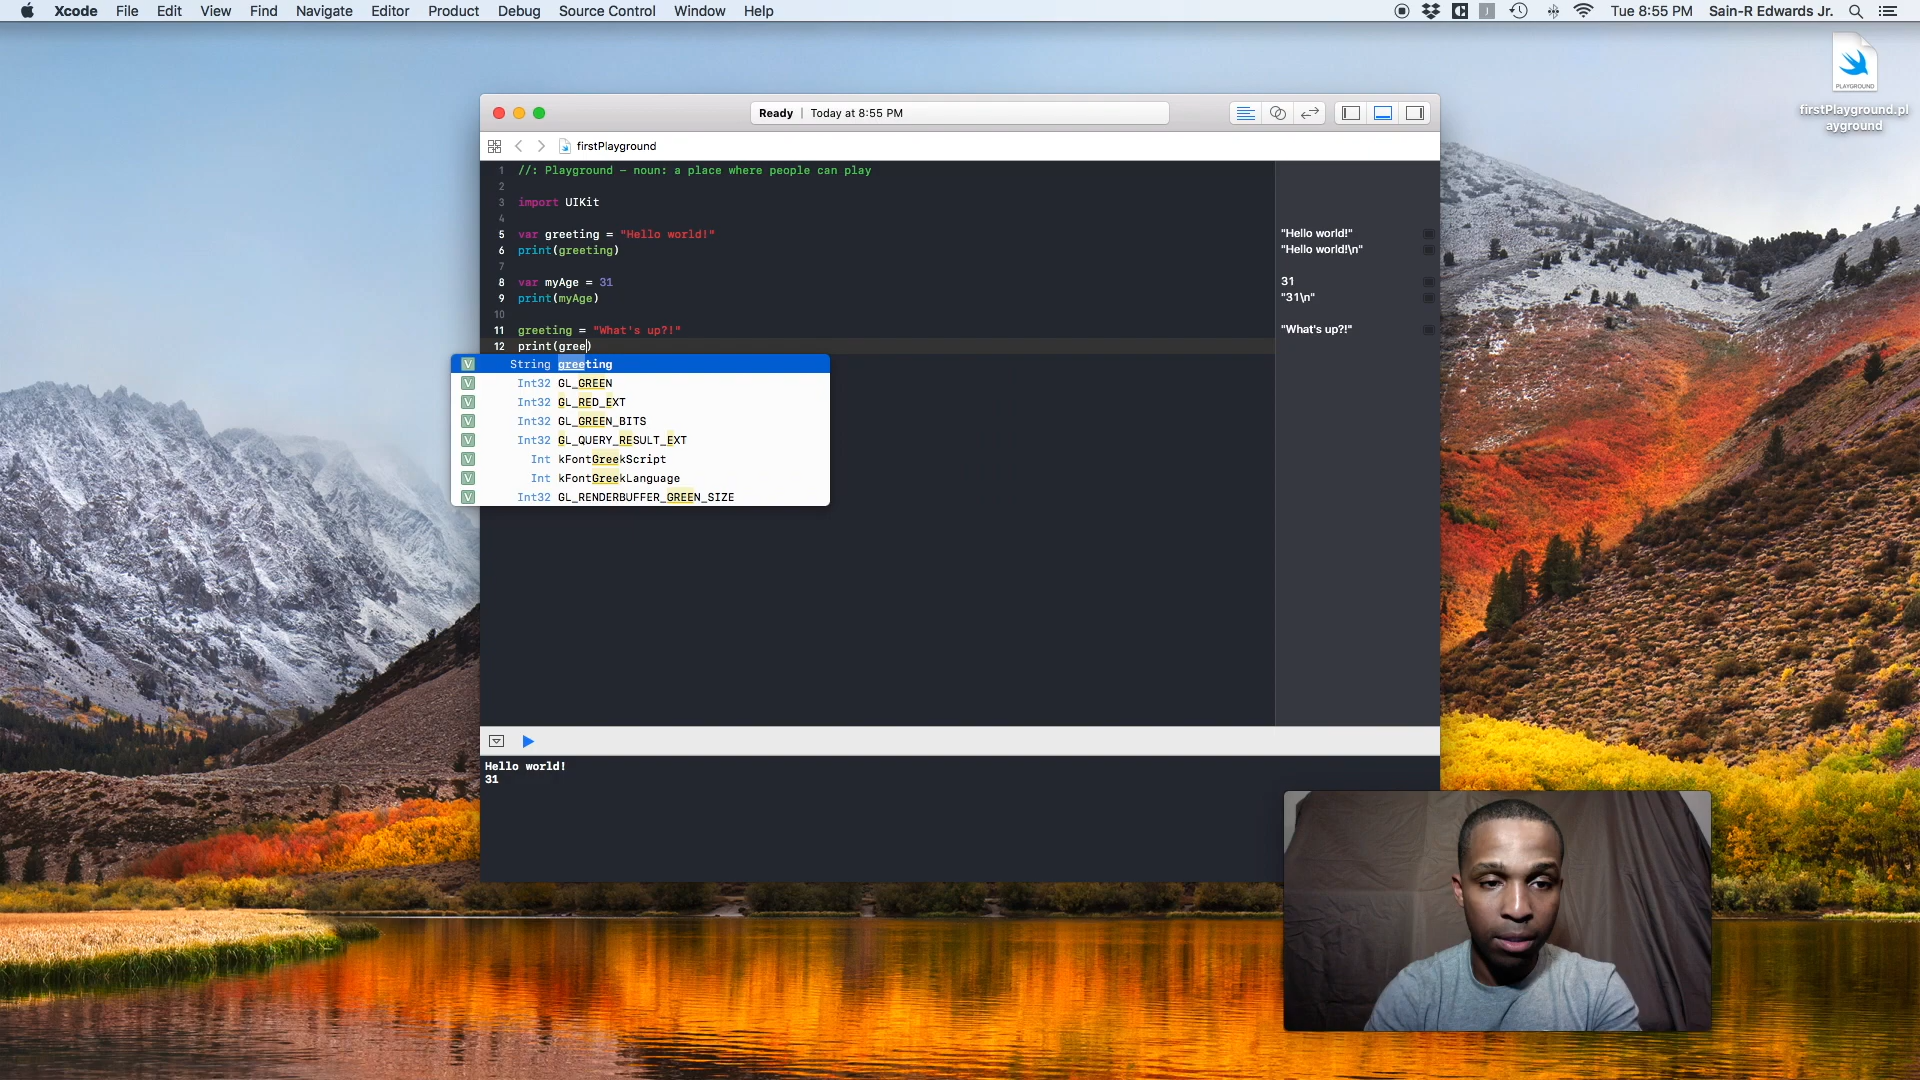 Xcode File Edit View Find Navigate Editor Product Debug Source Control Window Help Tue 8:55 PM Sain-R Edwards Jr.
PLAYGROUND
firstPlayground.pl
ayground
Ready | Today at 8:55 PM
firstPlayground
1 //: Playground - noun: a place where people can play
2
3 import UIKit
4
5 var greeting = "Hello world!" "Hello world!"
6 print(greeting) "Hello world!\n"
7
8 var myAge = 31 31
9 print(myAge) "31\n"
10
11 greeting = "What's up?!" "What's up?!"
12 print(gree)
V String greeting
V Int32 GL_GREEN
V Int32 GL_RED_EXT
V Int32 GL_GREEN_BITS
V Int32 GL_QUERY_RESULT_EXT
V Int kFontGreekScript
V Int kFontGreekLanguage
V Int32 GL_RENDERBUFFER_GREEN_SIZE
Hello world!
31